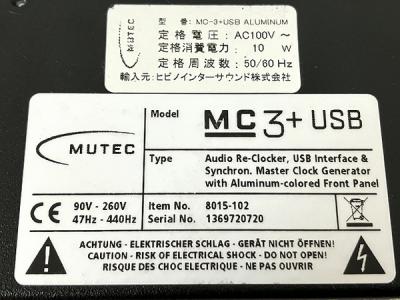 MUTEC
型 番: MC-3+USB ALUMINUM
定 格 電 圧: AC100V～
定格消費電力: 10 W
定 格 周 波 数: 50/60 Hz
輸入元: ヒビノインターサウンド株式会社
MUTEC
Model MC3+ USB
Type Audio Re-Clocker, USB Interface &
Synchron. Master Clock Generator
with Aluminum-colored Front Panel
CE
90V - 260V
47Hz - 440Hz
Item No. 8015-102
Serial No. 1369720720
ACHTUNG - ELEKTRISCHER SCHLAG - GERÄT NICHT ÖFFNEN
CAUTION - RISK OF ELECTRICAL SHOCK - DO NOT OPEN
RISQUE DES CHOC ELECTRIQUE - NE PAS OUVRIR